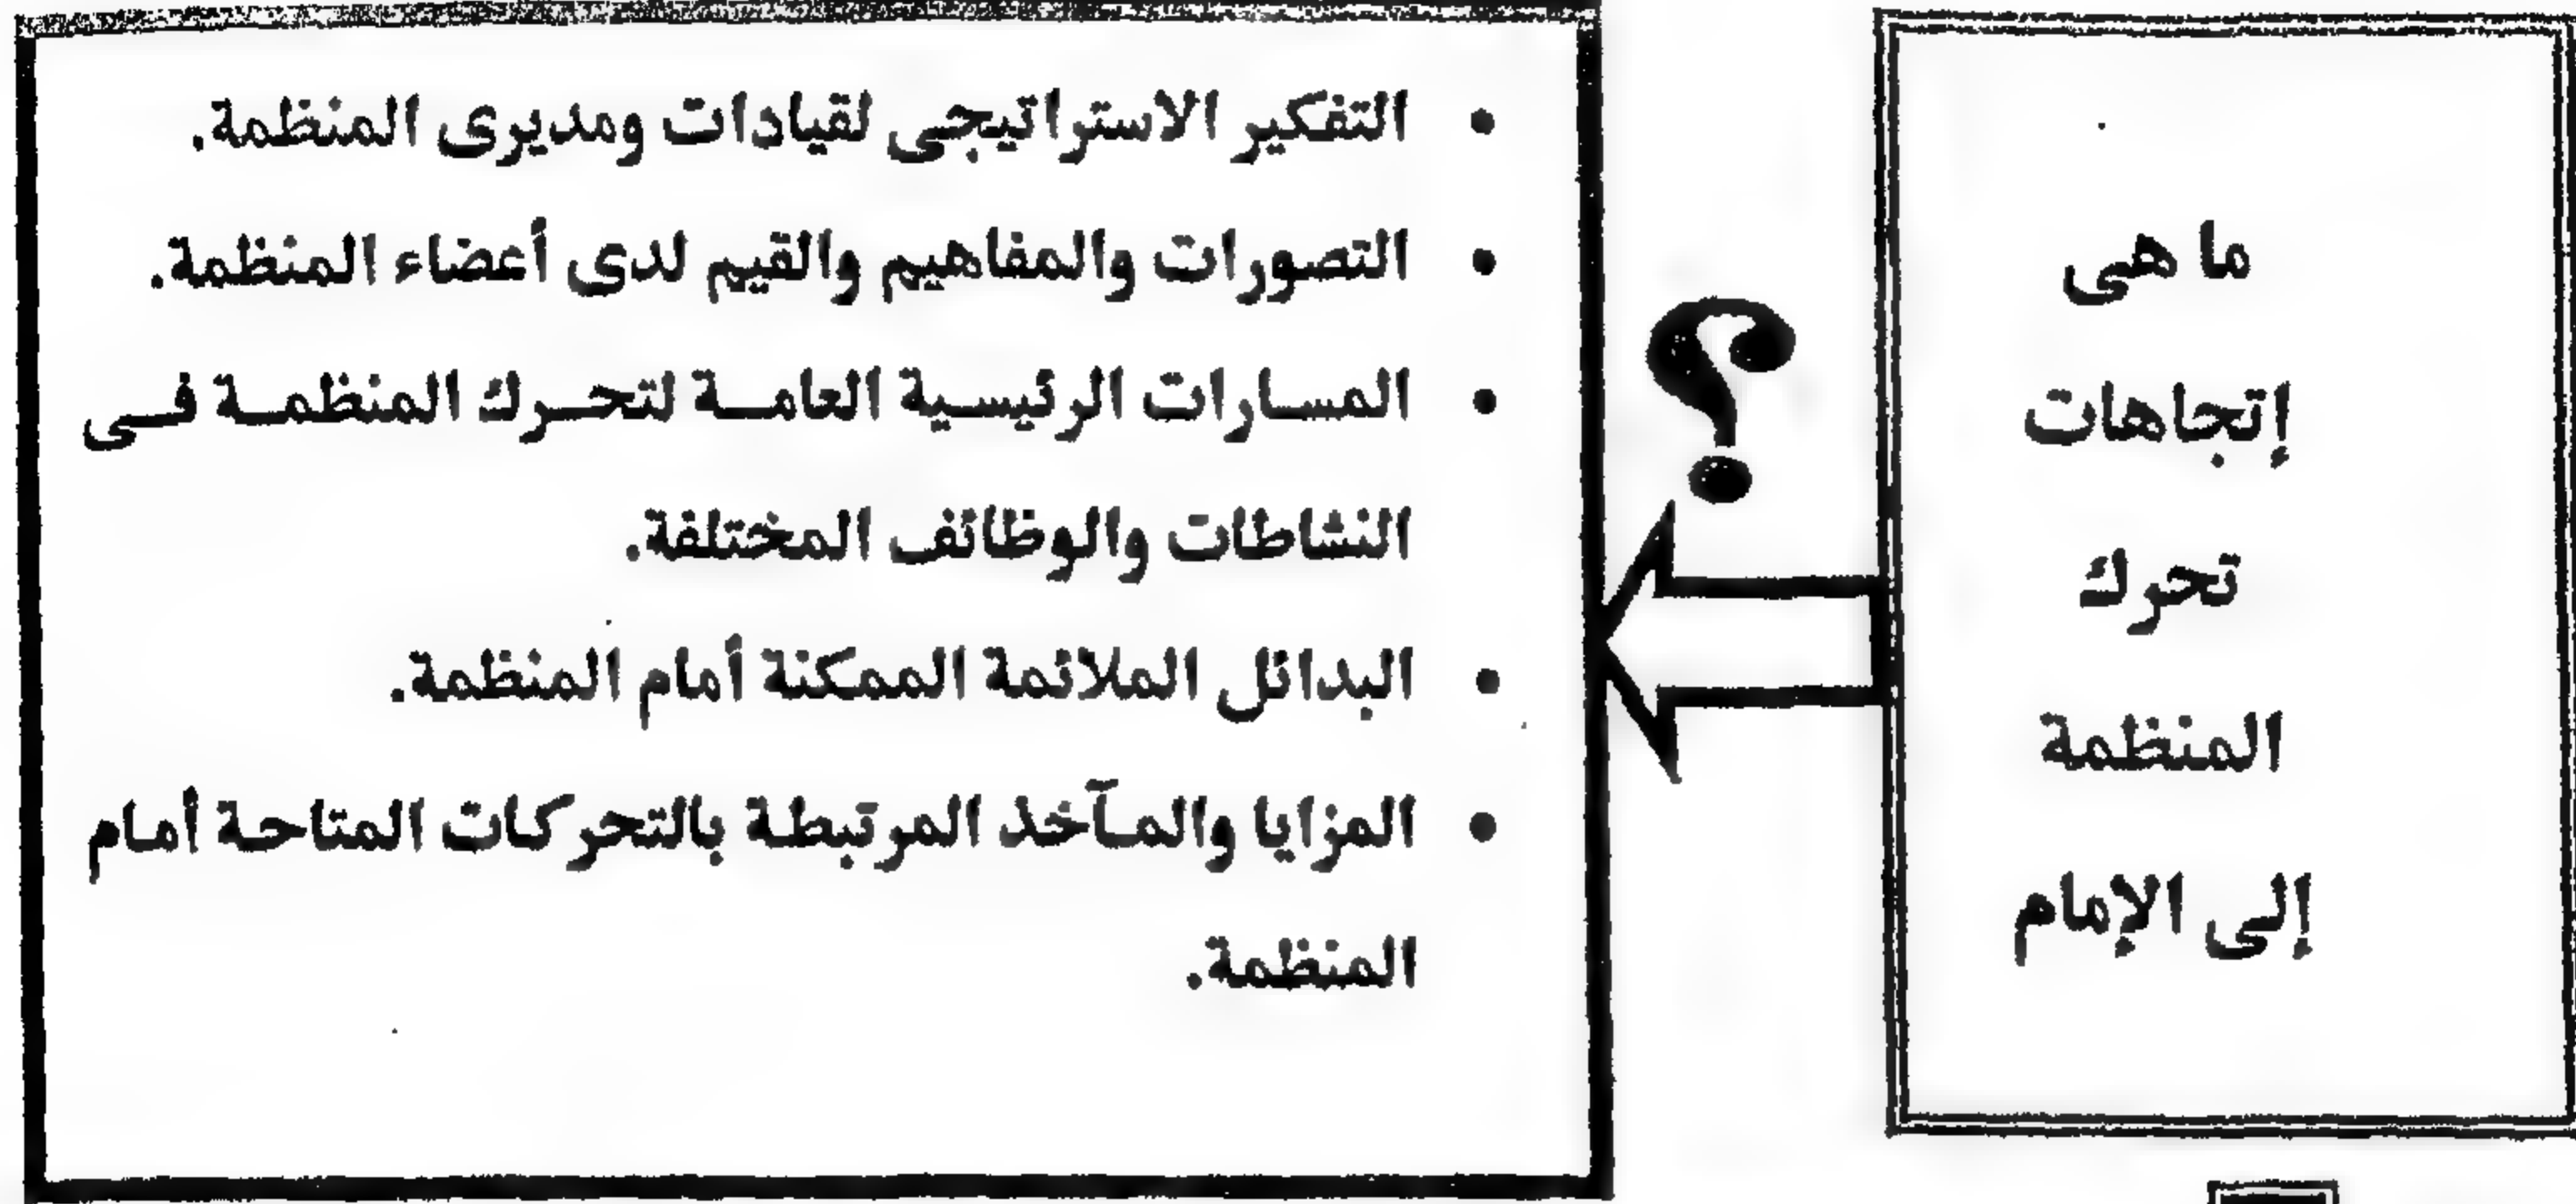 ما هى
إتجاهات
تحرك
المنظمة
إلى الإمام
؟
• التفكير الاستراتيجى لقيادات ومديرى المنظمة.
• التصورات والمفاهيم والقيم لدى أعضاء المنظمة.
• المسارات الرئيسية العامة لتحرك المنظمة فى
النشاطات والوظائف المختلفة.
• البدائل الملائمة الممكنة أمام المنظمة.
• المزايا والمآخذ المرتبطة بالتحركات المتاحة أمام
المنظمة.